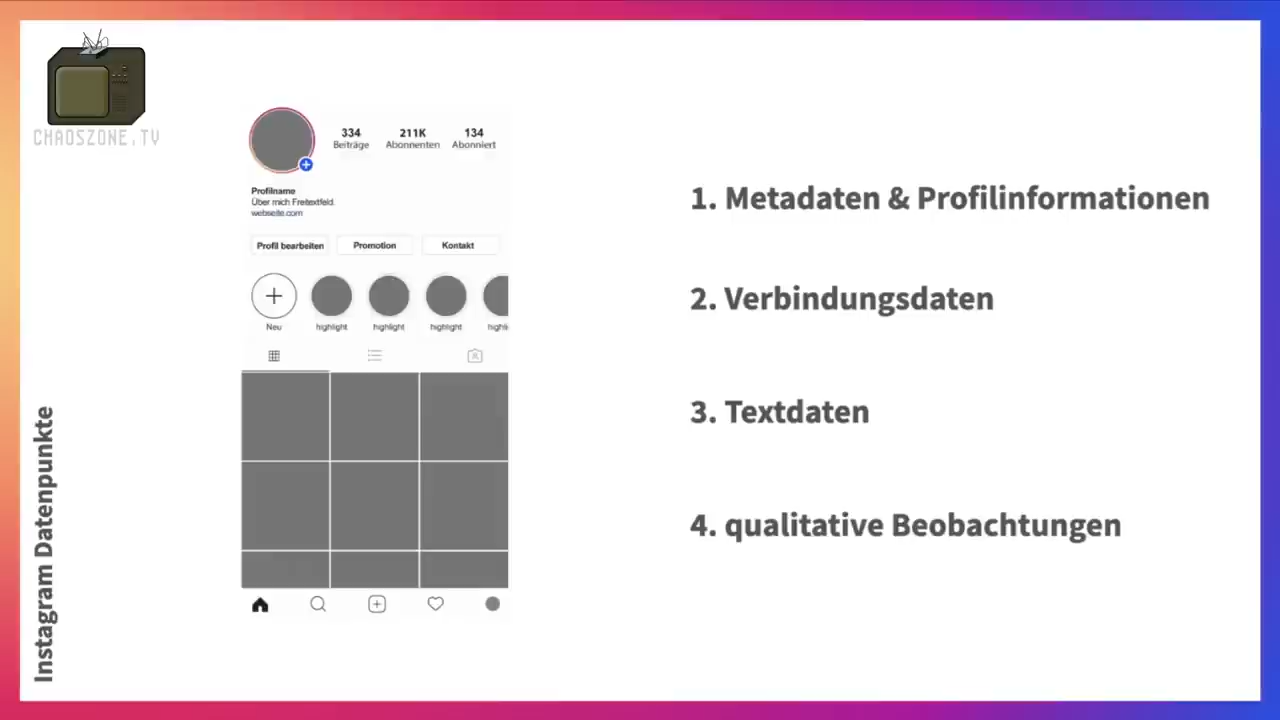 CHAOSZONE.TV
334 211K 134
Beiträge Abonnenten Abonniert
Profilname
Über mich Freitextfeld
webseite.com
Profil bearbeiten Promotion Kontakt
Neu highlight highlight highlight highli
1. Metadaten & Profilinformationen
2. Verbindungsdaten
3. Textdaten
4. qualitative Beobachtungen
Instagram Datenpunkte